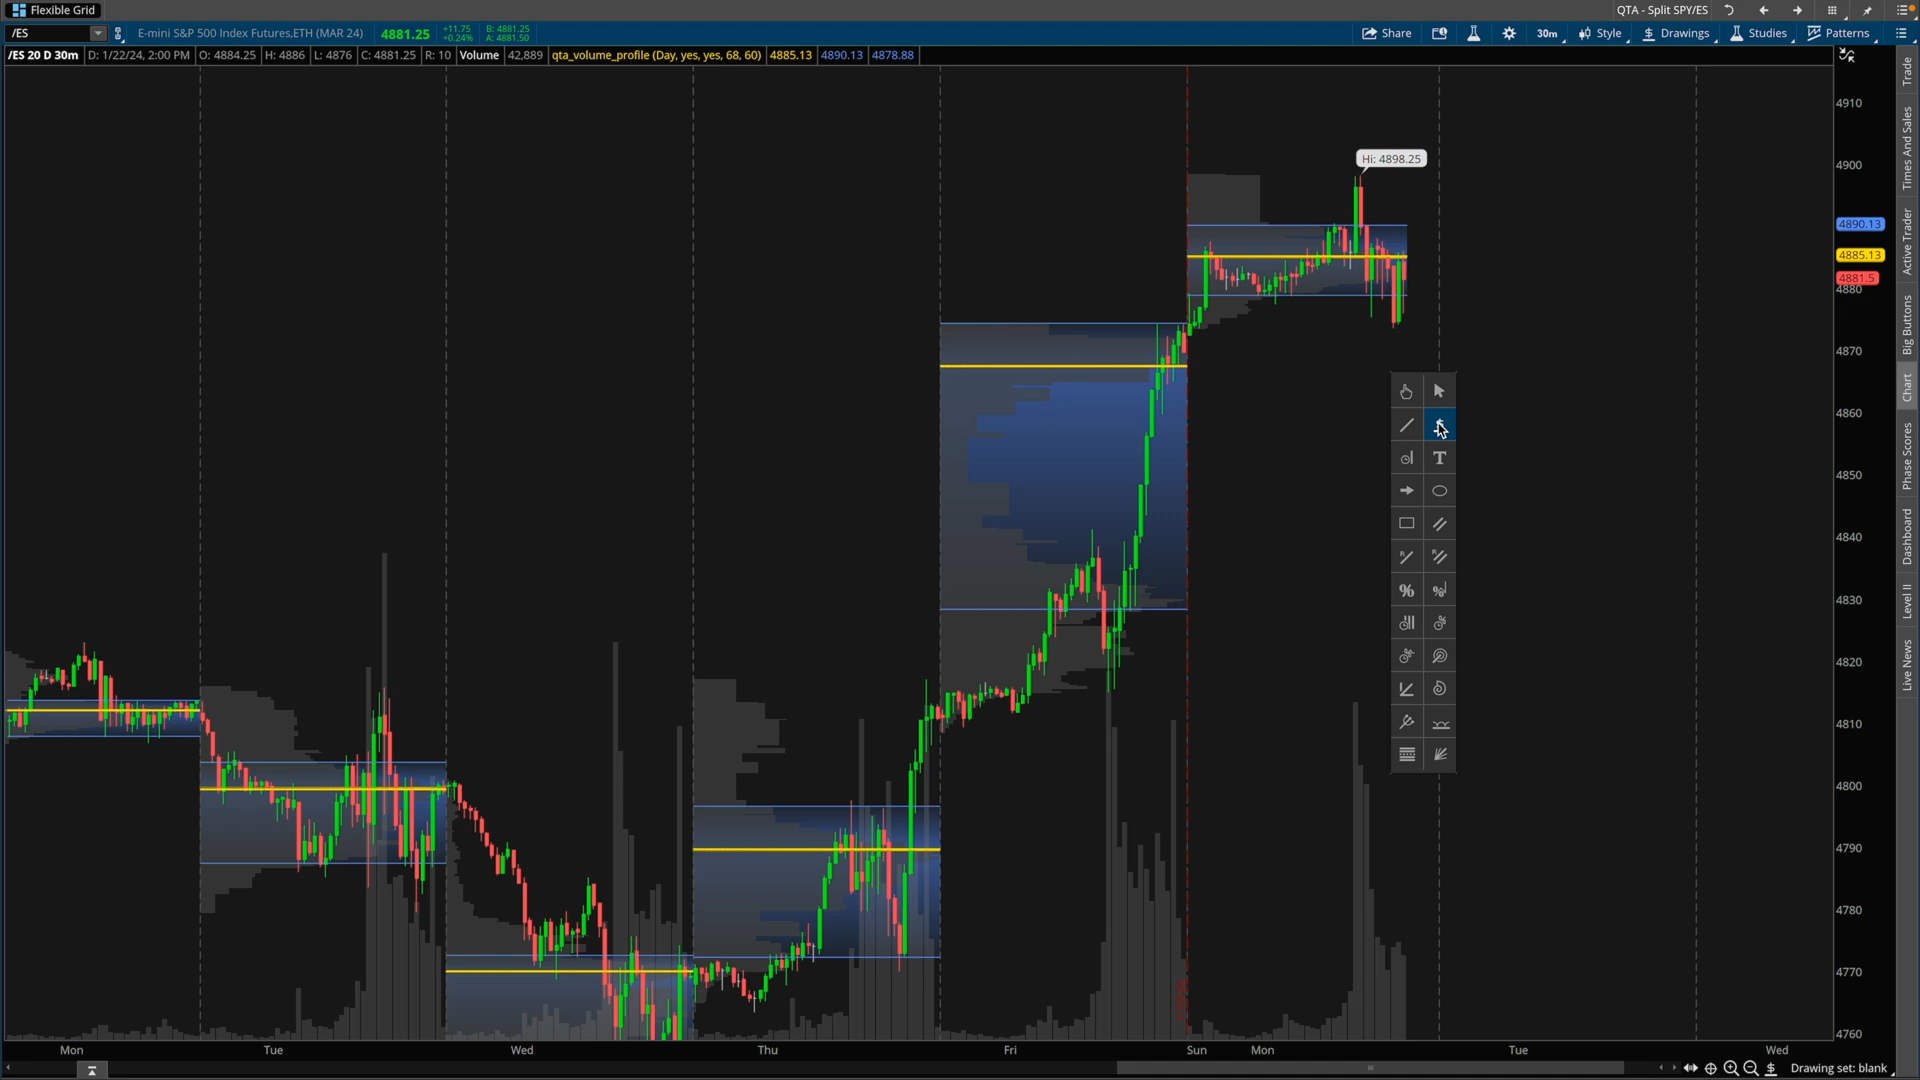 Flexible Grid
QTA - Split SPY/ES
/ES
E-mini S&P 500 Index Futures,ETH (MAR 24)
4881.25
+11.75
+0.24%
B: 4881.25
A: 4881.50
Share
30m
Style
Drawings
Studies
Patterns
/ES 20 D 30m
D: 1/22/24, 2:00 PM
O: 4884.25
H: 4886
L: 4876
C: 4881.25
R: 10
Volume
42,889
qta_volume_profile (Day, yes, yes, 68, 60)
4885.13
4890.13
4878.88
Hi: 4898.25
4910
4900
4890.13
4885.13
4881.5
4880
4870
4860
4850
4840
4830
4820
4810
4800
4790
4780
4770
4760
T
%
%
Trade
Times And Sales
Active Trader
Big Buttons
Chart
Phase Scores
Dashboard
Level II
Live News
Mon
Tue
Wed
Thu
Fri
Sun
Mon
Tue
Wed
$
Drawing set: blank